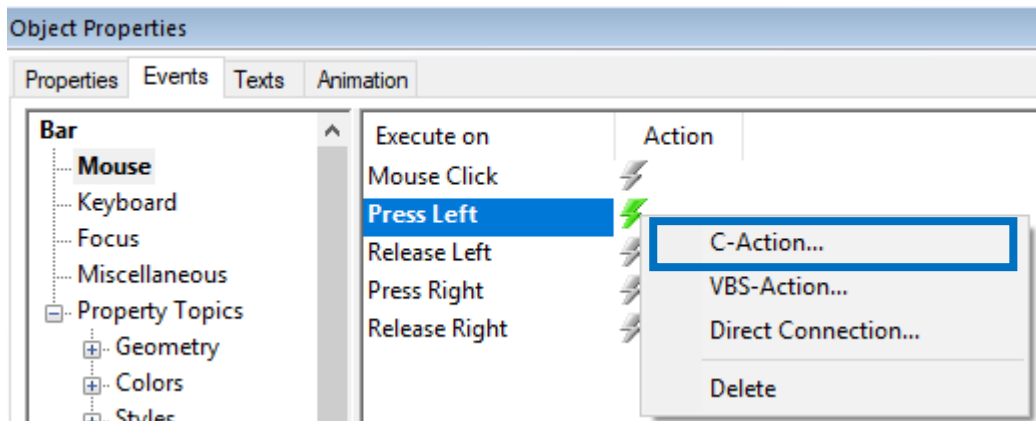 Object Properties
Properties Events Texts Animation
Bar
Mouse
Keyboard
Focus
Miscellaneous
Property Topics
Geometry
Colors
Styles
Execute on Action
Mouse Click
Press Left
Release Left
Press Right
Release Right
C-Action...
VBS-Action...
Direct Connection...
Delete